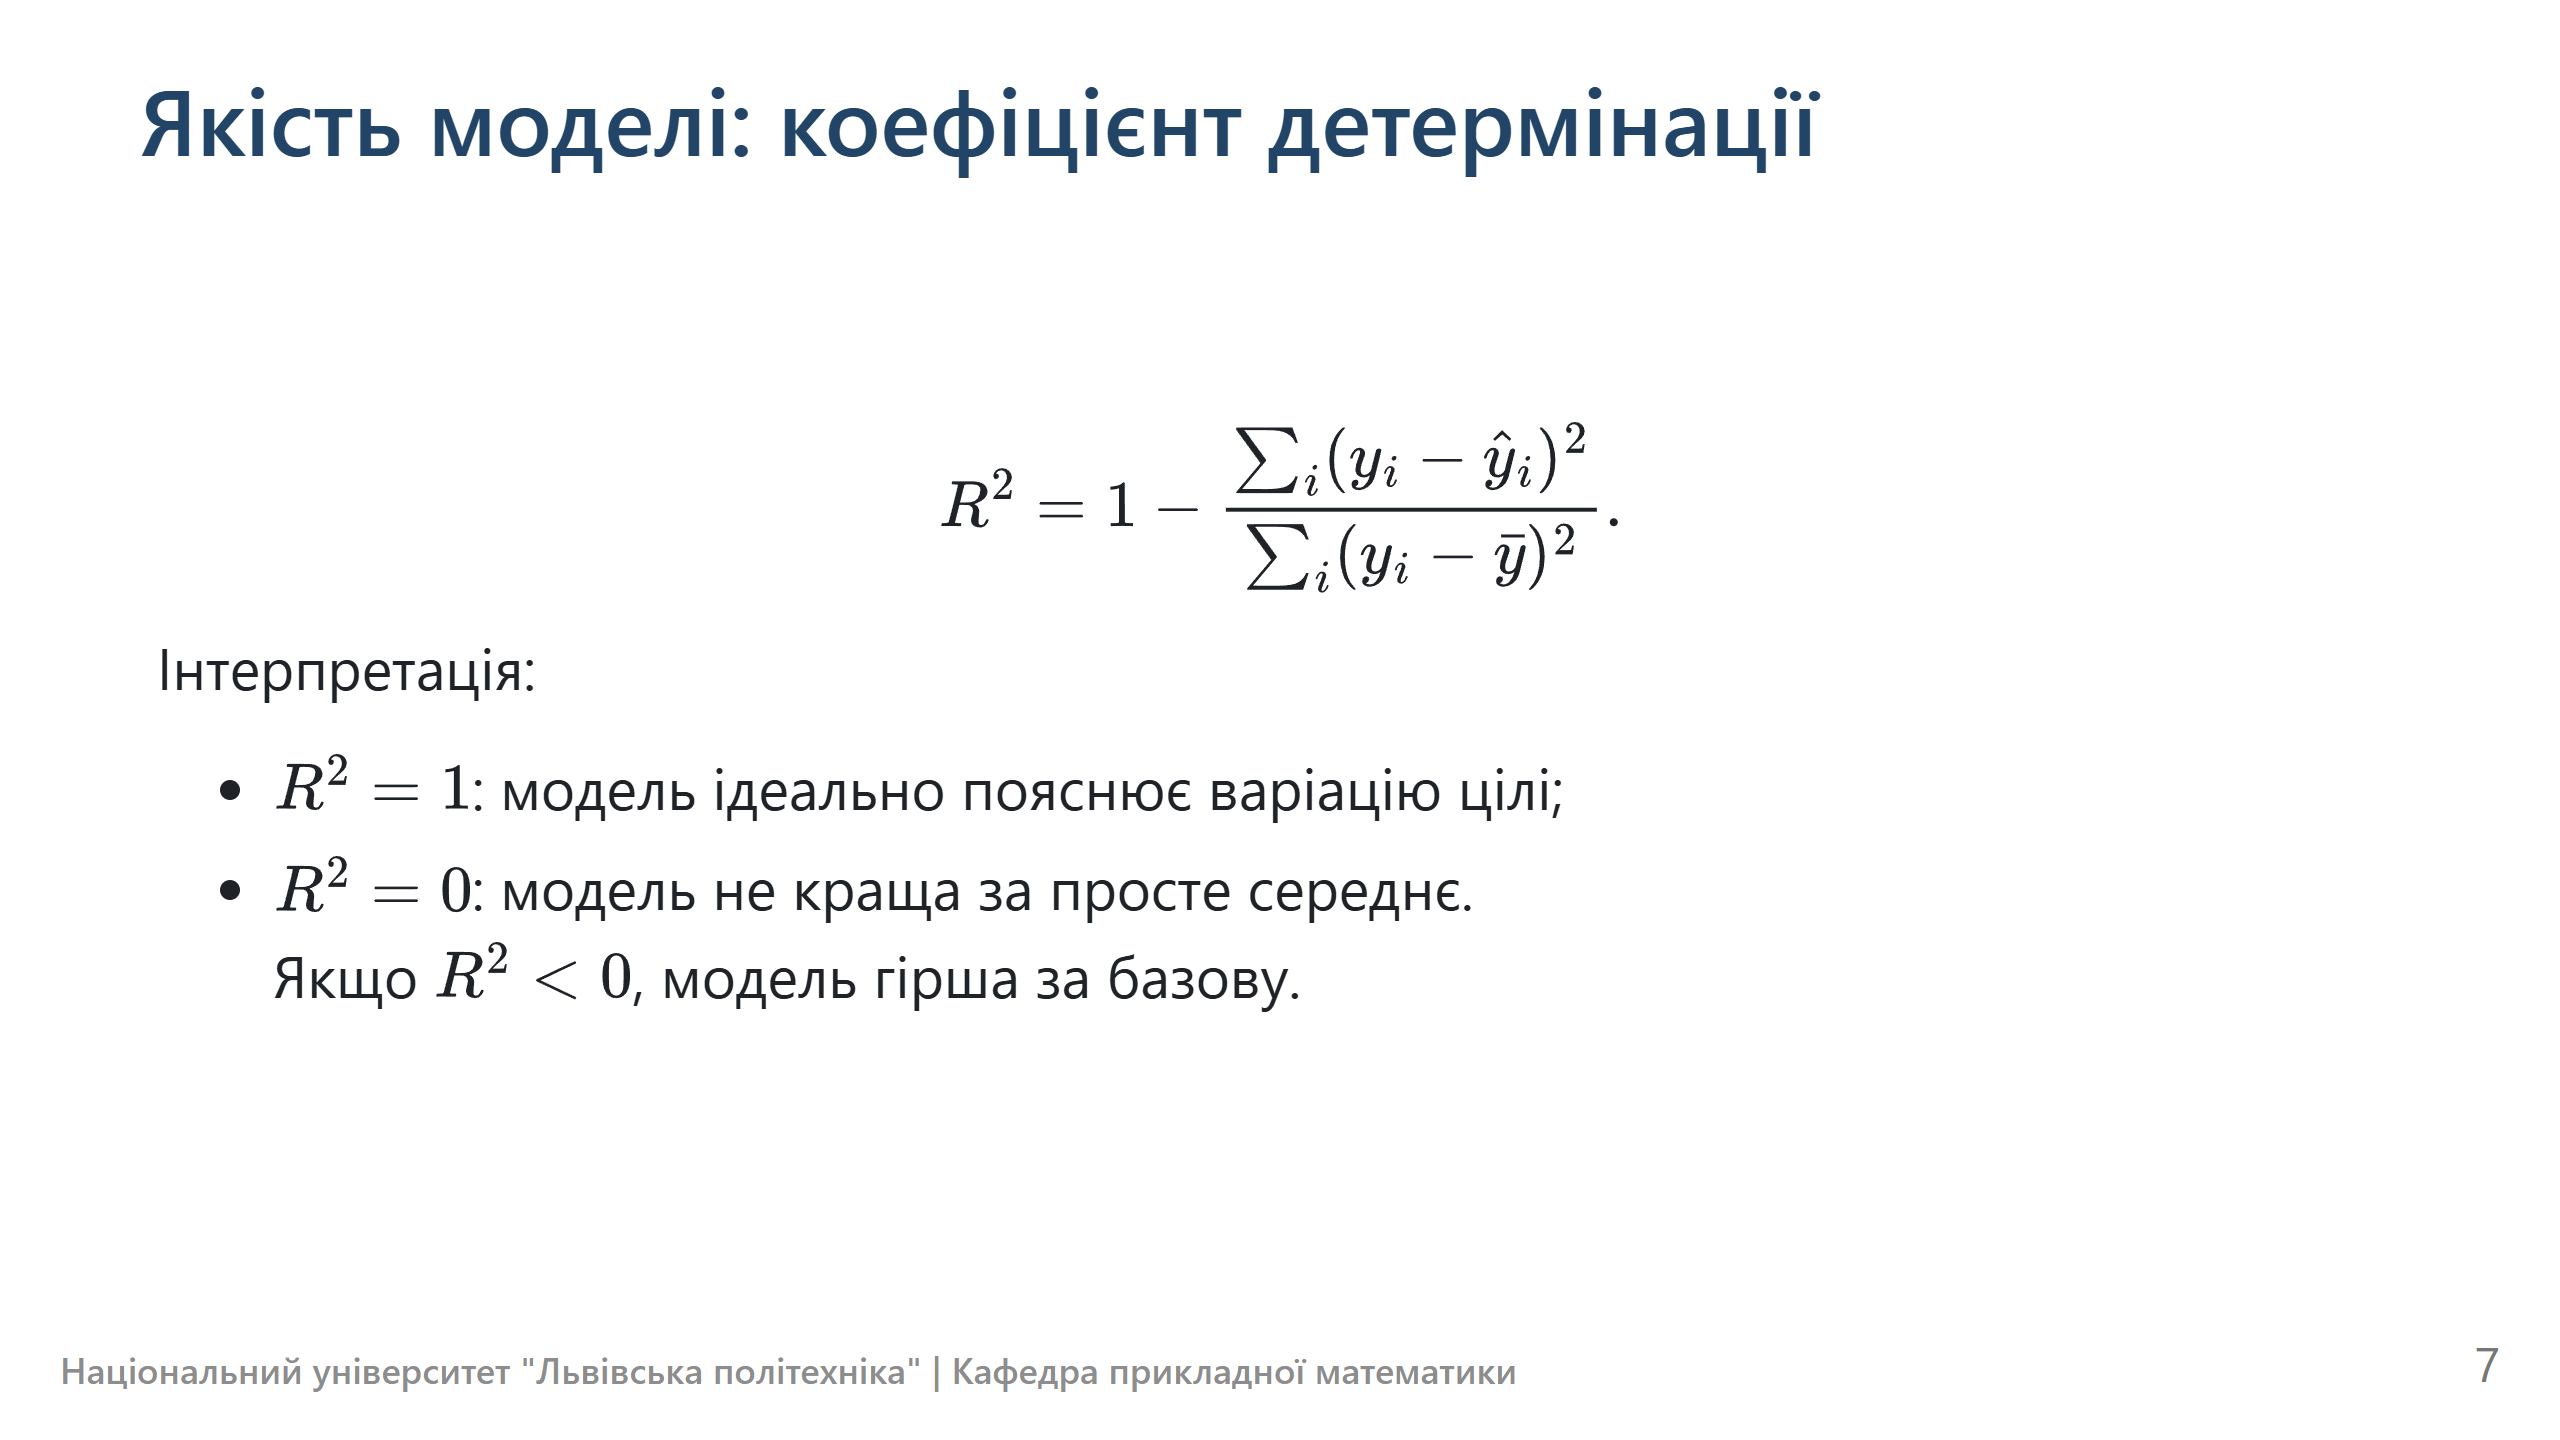 Якість моделі: коефіцієнт детермінації
$$R^2 = 1 - \frac{\sum_i (y_i - \hat{y}_i)^2}{\sum_i (y_i - \bar{y})^2}.$$
Інтерпретація:
• $R^2 = 1$: модель ідеально пояснює варіацію цілі;
• $R^2 = 0$: модель не краща за просте середнє.
Якщо $R^2 < 0$, модель гірша за базову.
Національний університет "Львівська політехніка" | Кафедра прикладної математики
7